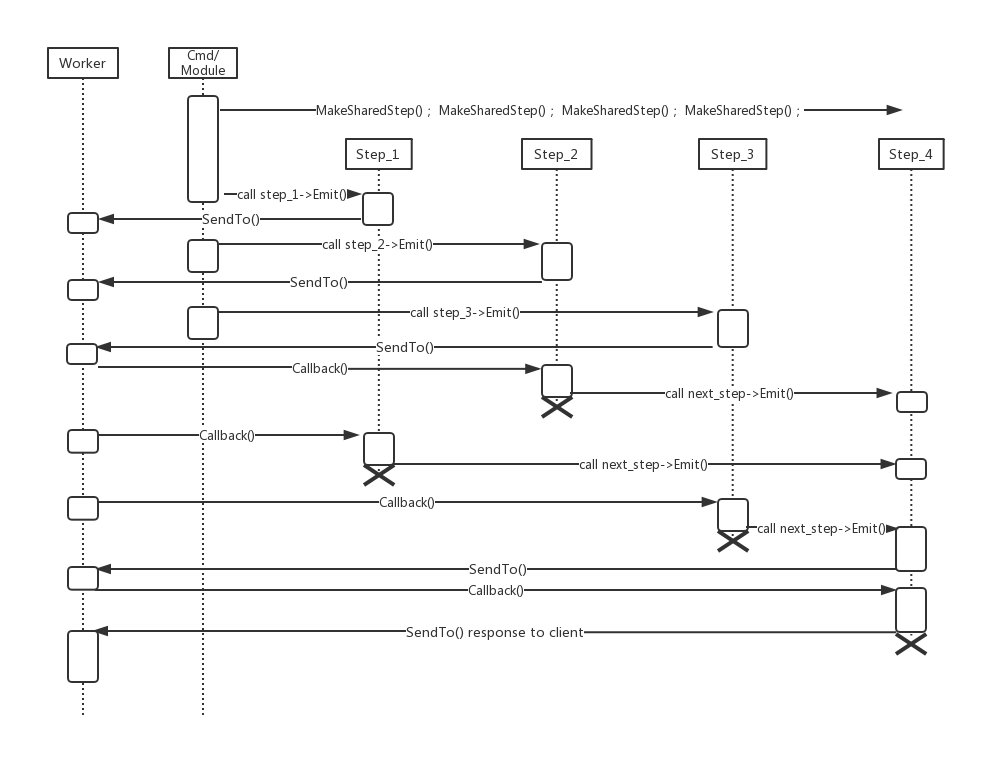 Worker
Cmd/
Module
MakeSharedStep() ; MakeSharedStep() ; MakeSharedStep() ; MakeSharedStep() ;
Step_1
Step_2
Step_3
Step_4
call step_1->Emit()
SendTo()
call step_2->Emit()
SendTo()
call step_3->Emit()
SendTo()
Callback()
call next_step->Emit()
Callback()
call next_step->Emit()
Callback()
call next_step->Emit()
SendTo()
Callback()
SendTo() response to client